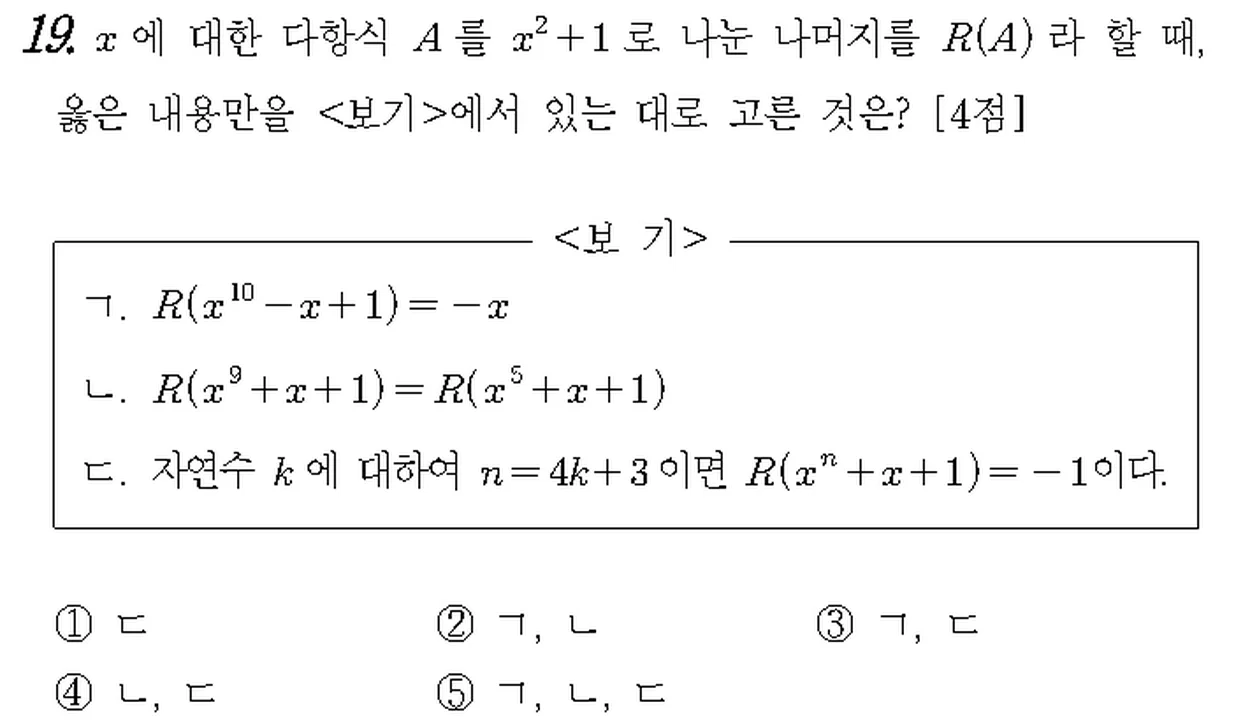 19. x에 대한 다항식 A를 x²+1로 나눈 나머지를 R(A)라 할 때,
옳은 내용만을 <보기>에서 있는 대로 고른 것은? [4점]
<보 기>
ㄱ. R(x¹⁰-x+1)=-x
ㄴ. R(x⁹+x+1)=R(x⁵+x+1)
ㄷ. 자연수 k에 대하여 n=4k+3이면 R(xⁿ+x+1)=-1이다.
① ㄷ ② ㄱ, ㄴ ③ ㄱ, ㄷ
④ ㄴ, ㄷ ⑤ ㄱ, ㄴ, ㄷ